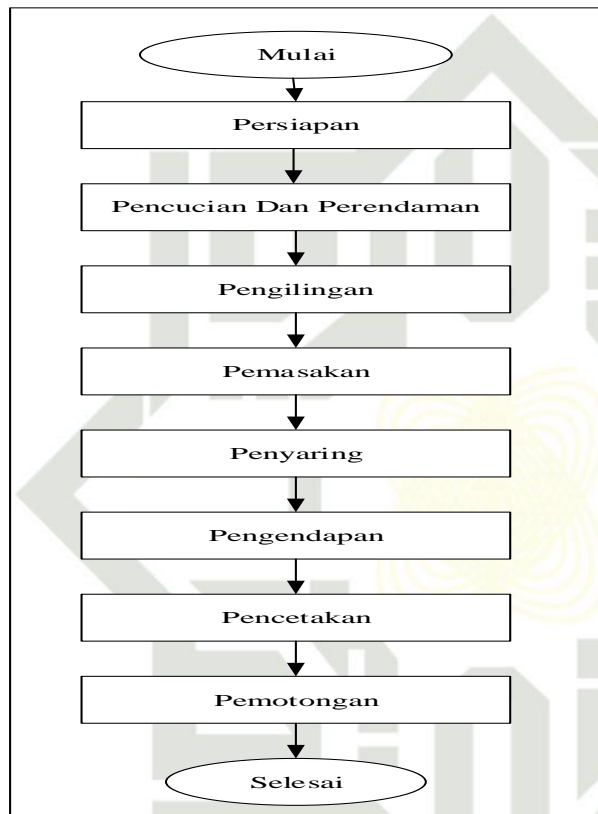 Mulai
Persiapan
Pencucian Dan Perendaman
Pengilingan
Pemasakan
Penyaring
Pengendapan
Pencetakan
Pemotongan
Selesai